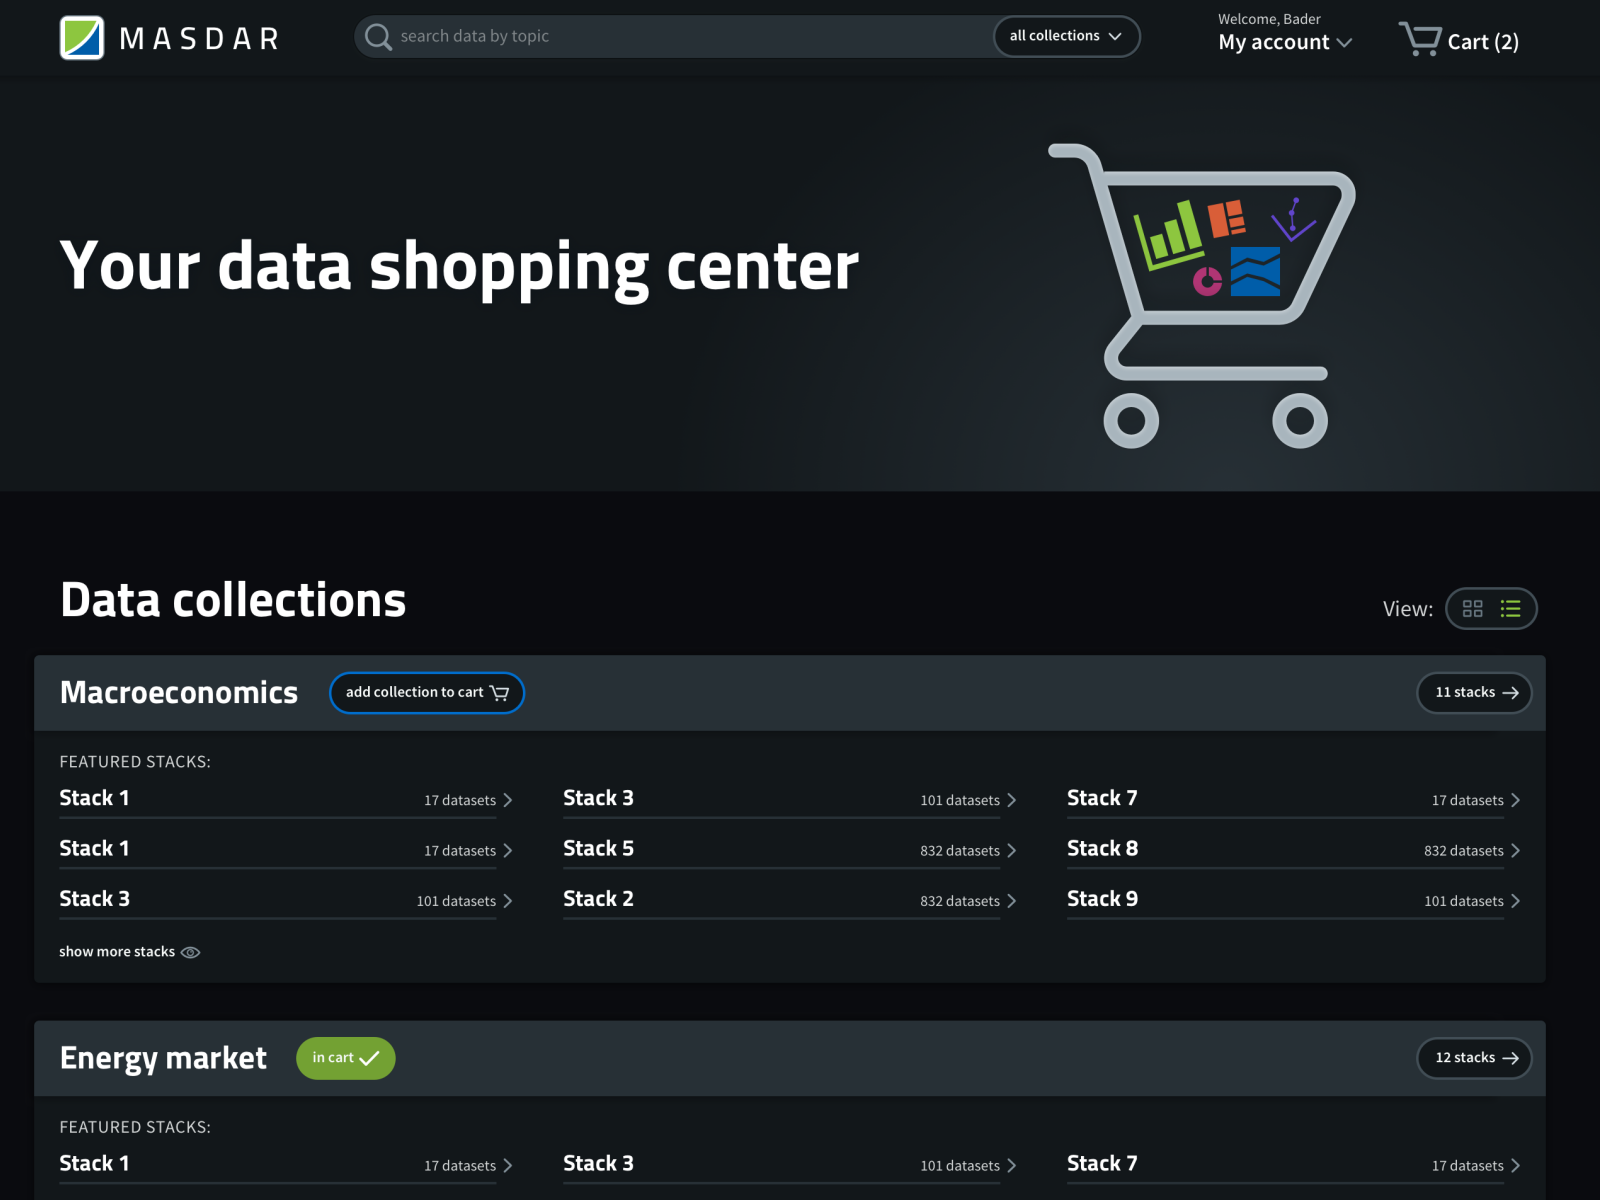 MASDAR
search data by topic
all collections
Welcome, Bader
My account
Cart (2)
Your data shopping center
Data collections
View:
Macroeconomics
add collection to cart
11 stacks
FEATURED STACKS:
Stack 1 17 datasets
Stack 3 101 datasets
Stack 7 17 datasets
Stack 1 17 datasets
Stack 5 832 datasets
Stack 8 832 datasets
Stack 3 101 datasets
Stack 2 832 datasets
Stack 9 101 datasets
show more stacks
Energy market
in cart
12 stacks
FEATURED STACKS:
Stack 1 17 datasets
Stack 3 101 datasets
Stack 7 17 datasets